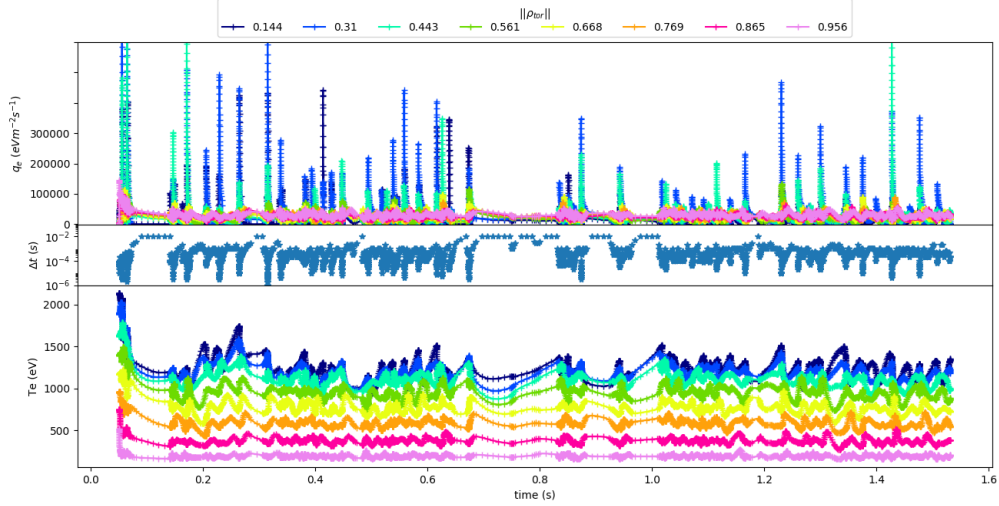 ||ρ_tor||
0.144 0.31 0.443 0.561 0.668 0.769 0.865 0.956
q_e (eVm⁻²s⁻¹)
300000
200000
100000
0
Δt (s)
10⁻²
10⁻⁴
10⁻⁶
Te (eV)
2000
1500
1000
500
0.0 0.2 0.4 0.6 0.8 1.0 1.2 1.4 1.6
time (s)